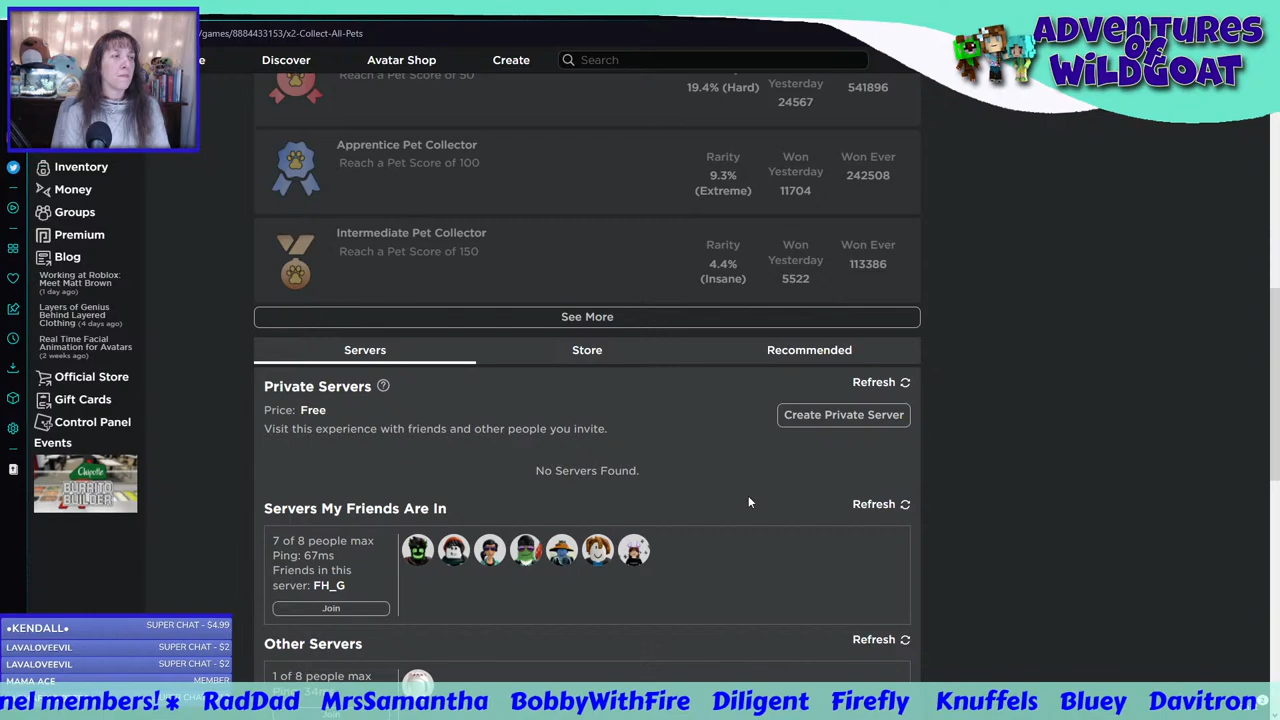 /games/8884433153/x2-Collect-All-Pets
Discover
Avatar Shop
Create
Search
ADVENTURES
of
WILDGOAT
Reach a Pet Score of 50
19.4% (Hard)
Yesterday
24567
541896
Apprentice Pet Collector
Reach a Pet Score of 100
Rarity
9.3%
(Extreme)
Won
Yesterday
11704
Won Ever
242508
Intermediate Pet Collector
Reach a Pet Score of 150
Rarity
4.4%
(Insane)
Won
Yesterday
5522
Won Ever
113386
See More
Inventory
Money
Groups
Premium
Blog
Working at Roblox:
Meet Matt Brown
(1 day ago)
Layers of Genius
Behind Layered
Clothing (4 days ago)
Real Time Facial
Animation for Avatars
(2 weeks ago)
Official Store
Gift Cards
Control Panel
Events
Chipotle
BURRITO
BUILDER
Servers
Store
Recommended
Private Servers
Refresh
Price: Free
Create Private Server
Visit this experience with friends and other people you invite.
No Servers Found.
Servers My Friends Are In
Refresh
7 of 8 people max
Ping: 67ms
Friends in this
server: FH_G
Join
Other Servers
Refresh
1 of 8 people max
•KENDALL• SUPER CHAT - $4.99
LAVALOVEEVIL SUPER CHAT - $2
LAVALOVEEVIL SUPER CHAT - $2
MAMA ACE MEMBER
nel members! * RadDad MrsSamantha BobbyWithFire Diligent Firefly Knuffels Bluey Davitron